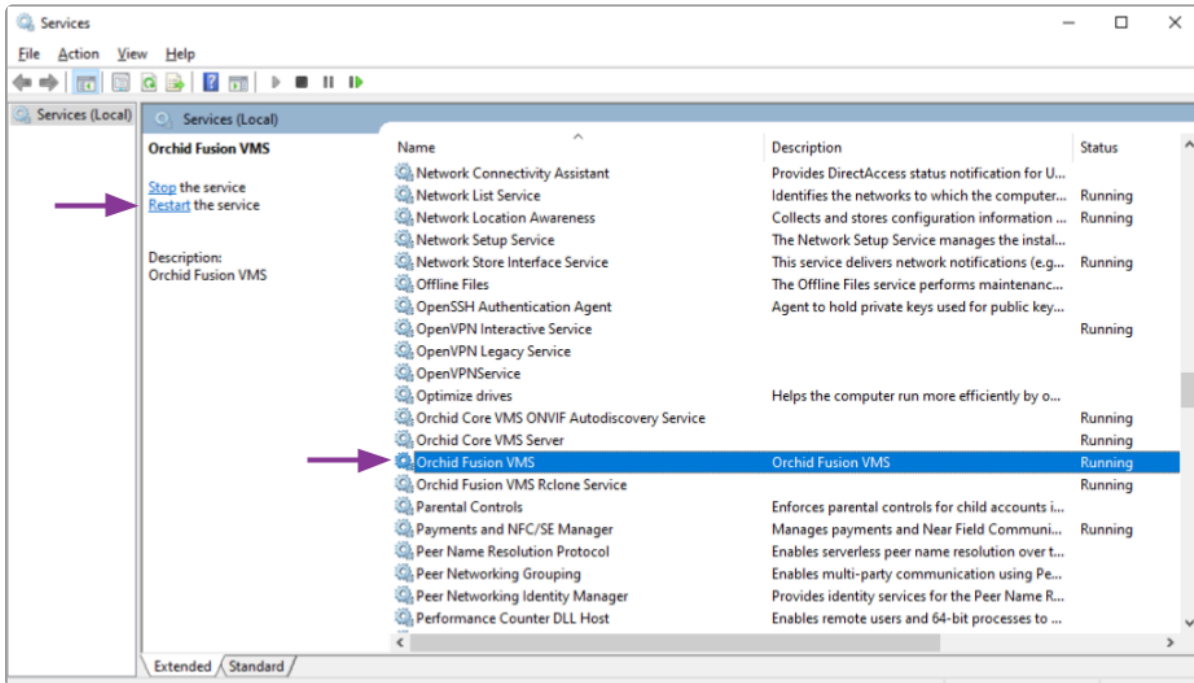 Services
File Action View Help
Services (Local)
Services (Local)
Orchid Fusion VMS
Stop the service
Restart the service
Description:
Orchid Fusion VMS
Name Description Status
Network Connectivity Assistant Provides DirectAccess status notification for U...
Network List Service Identifies the networks to which the computer... Running
Network Location Awareness Collects and stores configuration information ... Running
Network Setup Service The Network Setup Service manages the instal...
Network Store Interface Service This service delivers network notifications (e.g... Running
Offline Files The Offline Files service performs maintenanc...
OpenSSH Authentication Agent Agent to hold private keys used for public key...
OpenVPN Interactive Service Running
OpenVPN Legacy Service
OpenVPNService
Optimize drives Helps the computer run more efficiently by o...
Orchid Core VMS ONVIF Autodiscovery Service Running
Orchid Core VMS Server Running
Orchid Fusion VMS Orchid Fusion VMS Running
Orchid Fusion VMS Rclone Service Running
Parental Controls Enforces parental controls for child accounts i...
Payments and NFC/SE Manager Manages payments and Near Field Communi... Running
Peer Name Resolution Protocol Enables serverless peer name resolution over t...
Peer Networking Grouping Enables multi-party communication using Pe...
Peer Networking Identity Manager Provides identity services for the Peer Name R...
Performance Counter DLL Host Enables remote users and 64-bit processes to ...
Extended Standard